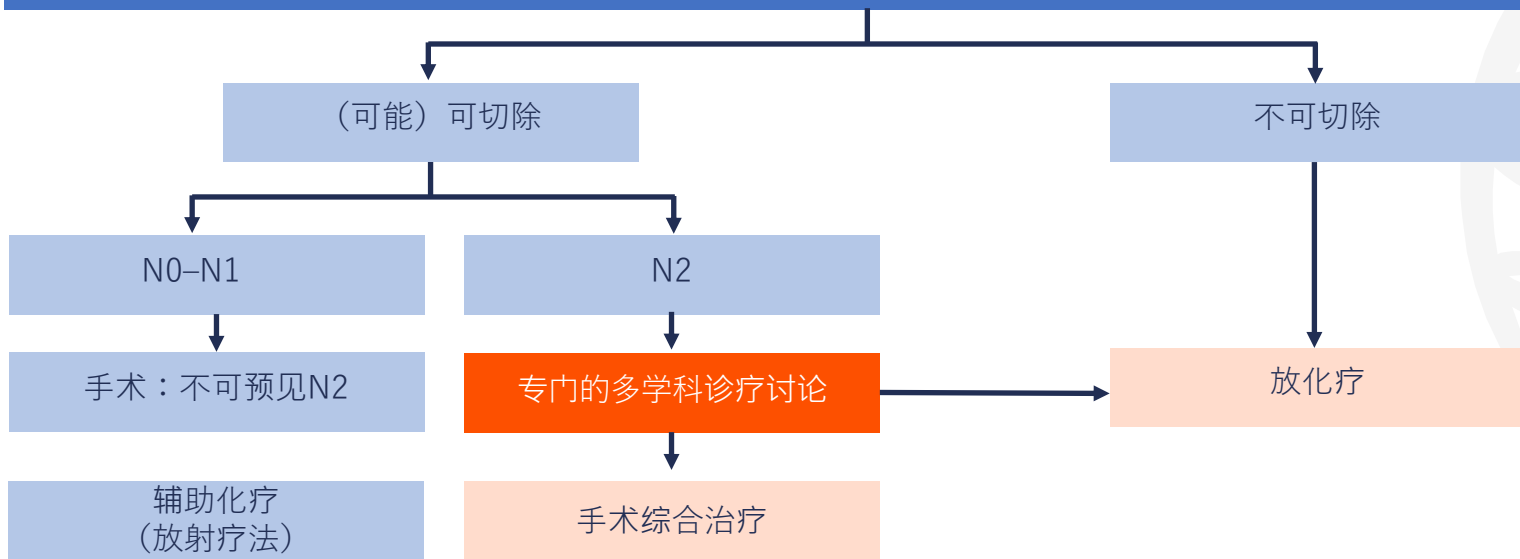 （可能）可切除
不可切除
N0–N1
N2
手术：不可预见N2
专门的多学科诊疗讨论
放化疗
辅助化疗
（放射疗法）
手术综合治疗